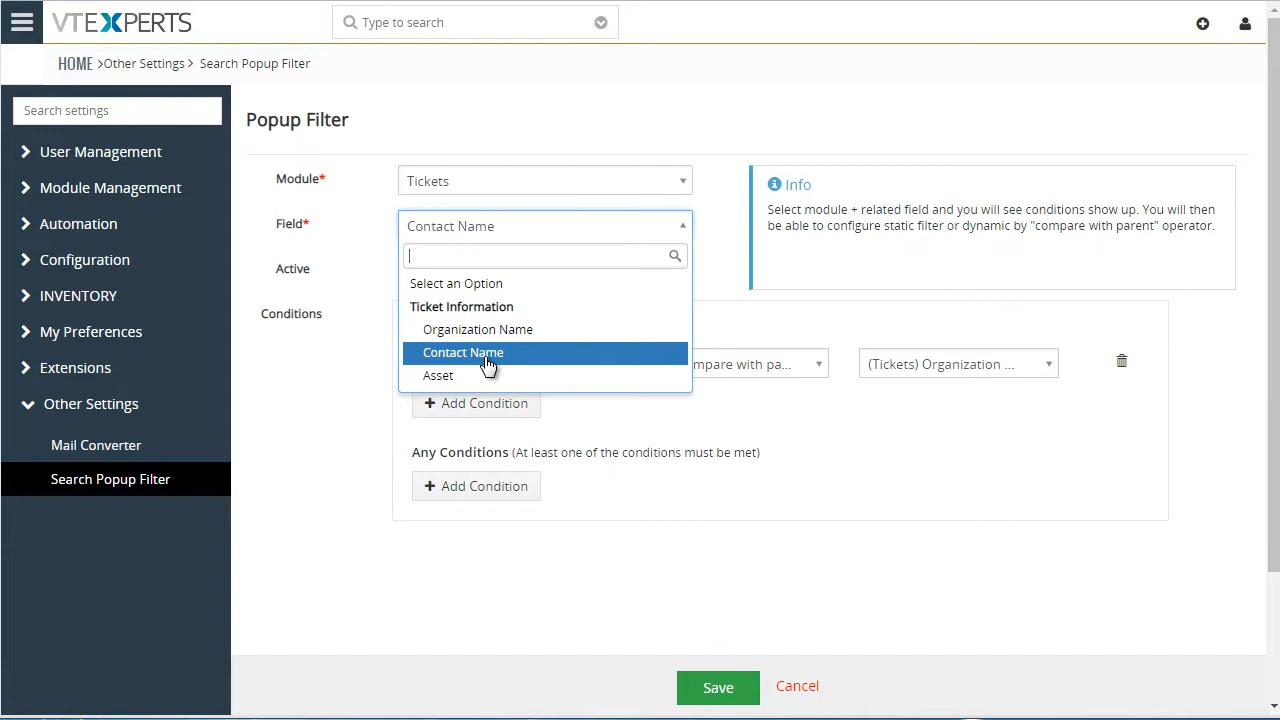 VTEXPERTS
Type to search
HOME >Other Settings> Search Popup Filter
Search settings
User Management
Module Management
Automation
Configuration
INVENTORY
My Preferences
Extensions
Other Settings
Mail Converter
Search Popup Filter
Popup Filter
Module*
Tickets
Field*
Contact Name
Select an Option
Ticket Information
Organization Name
Contact Name
Asset
Active
Conditions
mpare with pa...
(Tickets) Organization ...
+ Add Condition
Any Conditions (At least one of the conditions must be met)
+ Add Condition
Info
Select module + related field and you will see conditions show up. You will then
be able to configure static filter or dynamic by "compare with parent" operator.
Save
Cancel